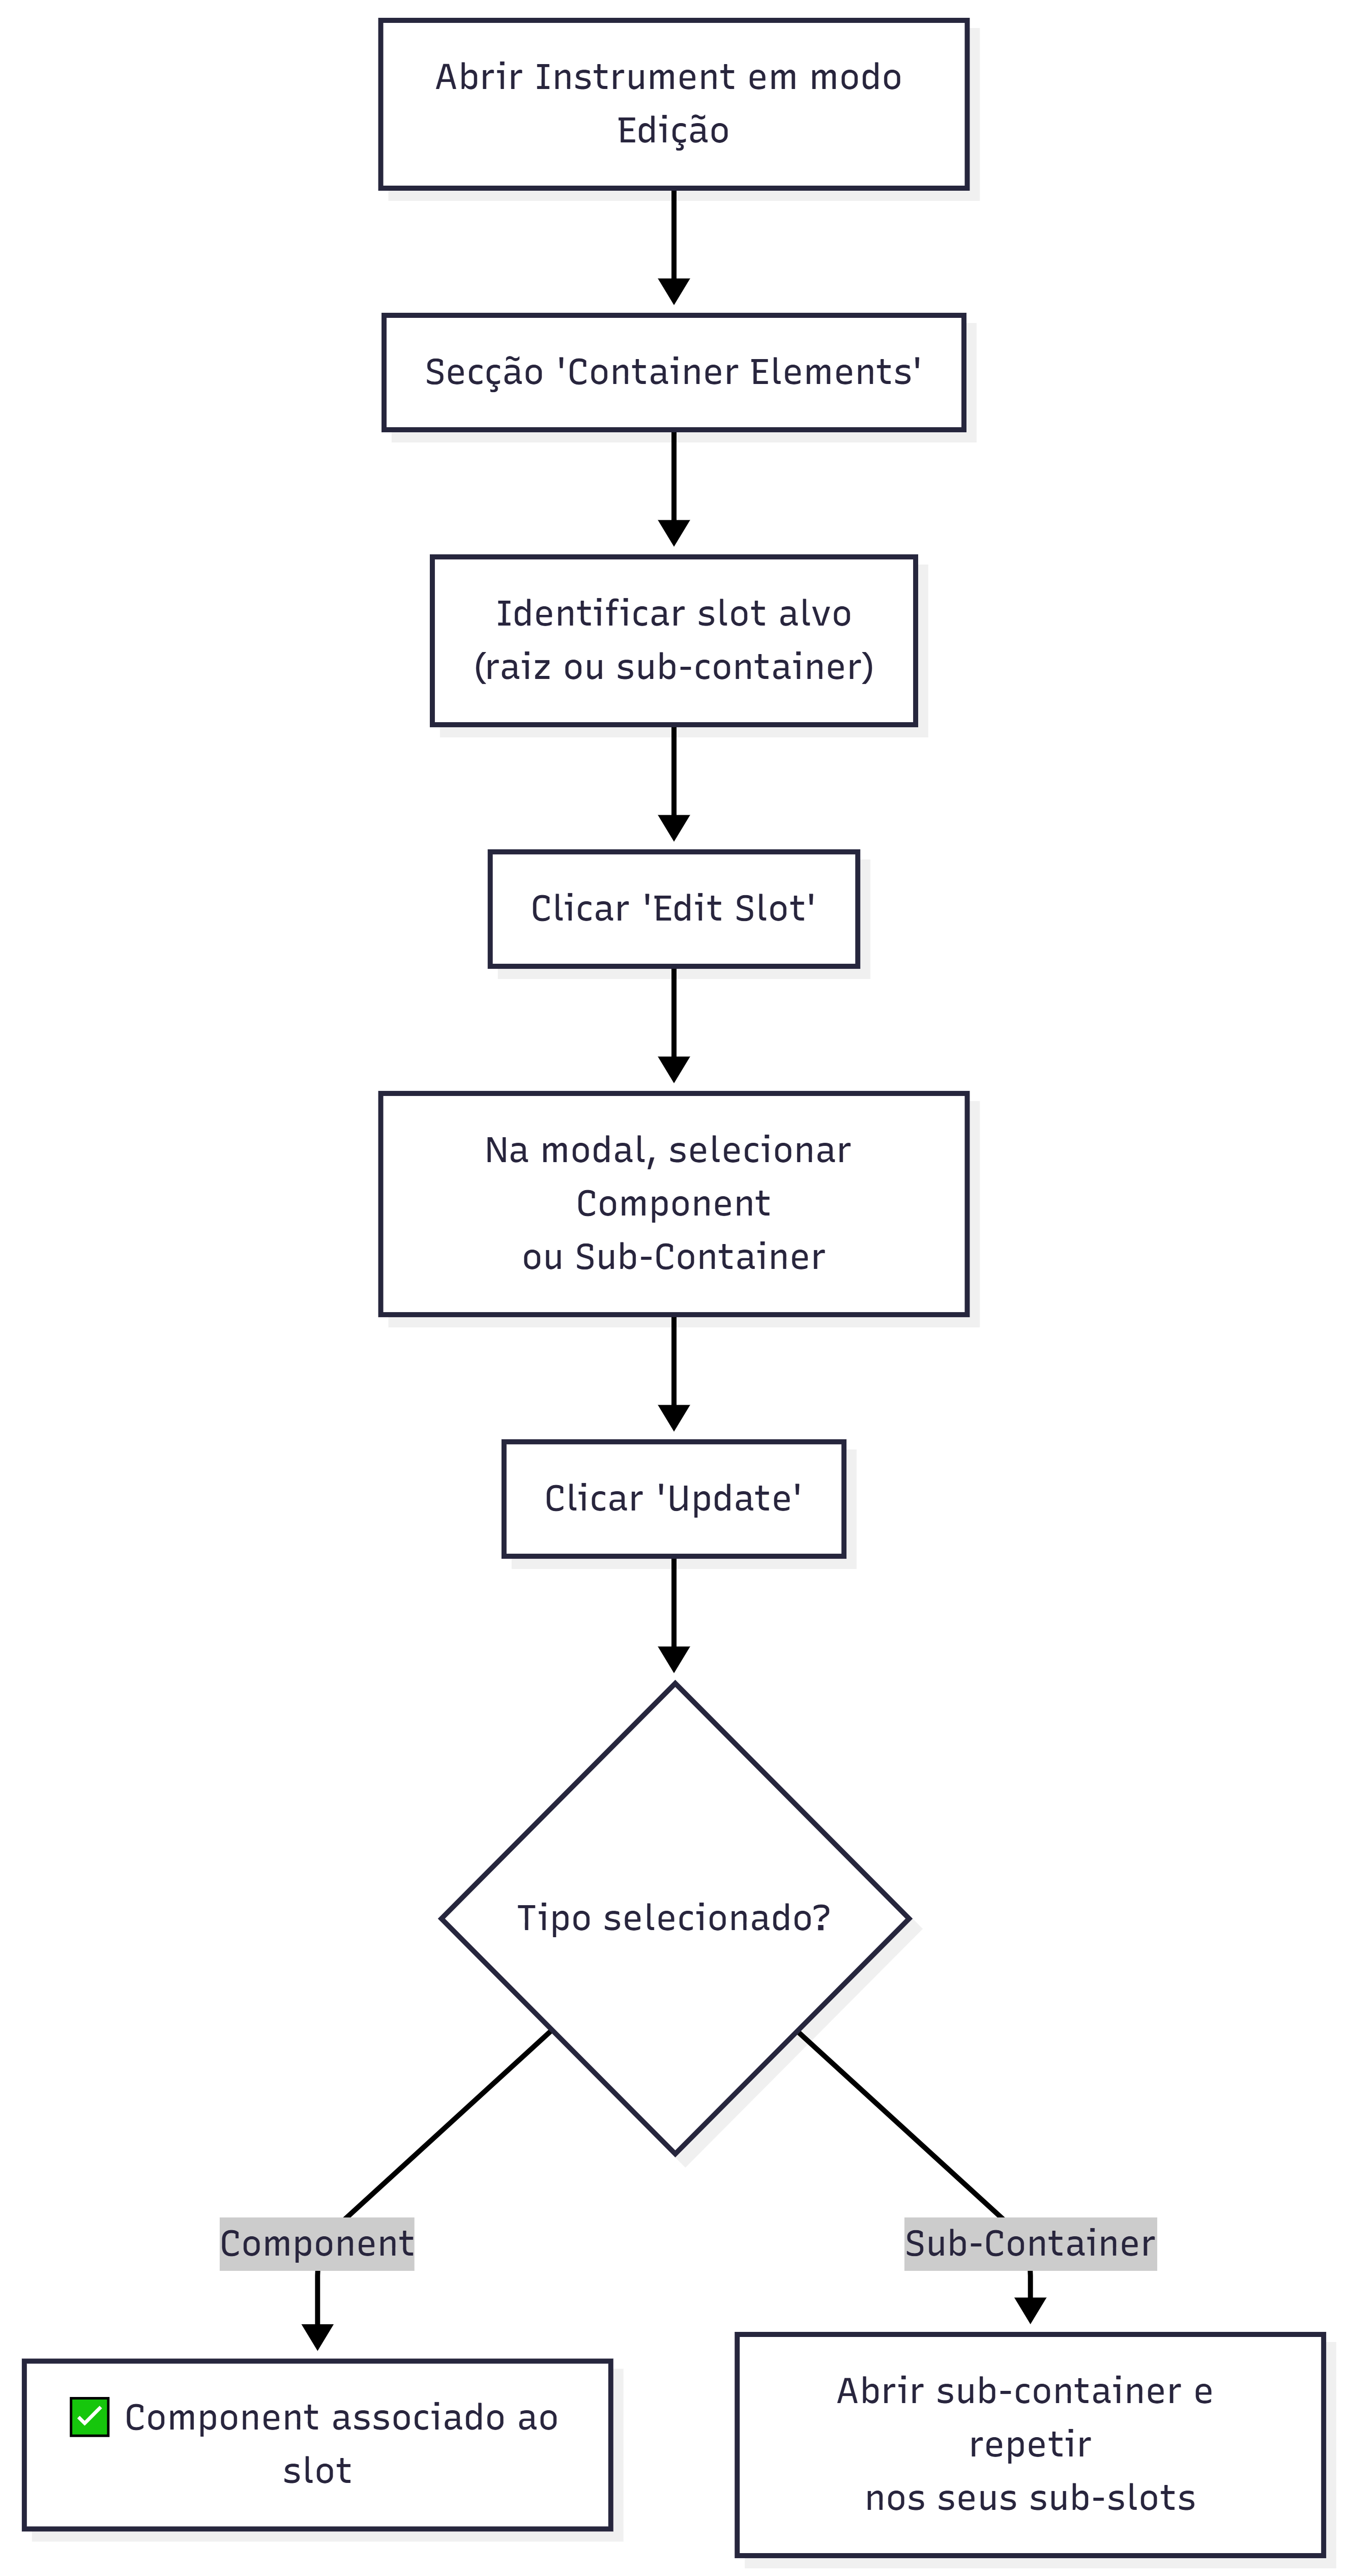 Abrir Instrument em modo
Edição
Secção 'Container Elements'
Identificar slot alvo
(raiz ou sub-container)
Clicar 'Edit Slot'
Na modal, selecionar
Component
ou Sub-Container
Clicar 'Update'
Tipo selecionado?
Component
Sub-Container
✅ Component associado ao
slot
Abrir sub-container e
repetir
nos seus sub-slots